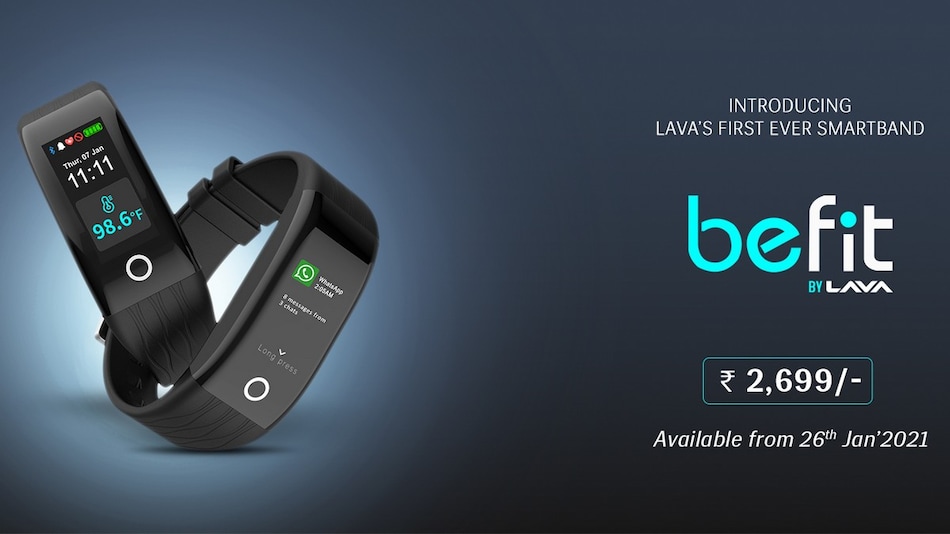 Thur, 07 Jan
11:11
98.6°F
WhatsApp
2:05AM
8 messages from
3 chats
Long press
INTRODUCING
LAVA'S FIRST EVER SMARTBAND
befit
BY LAVA
₹ 2,699/-
Available from 26th Jan'2021